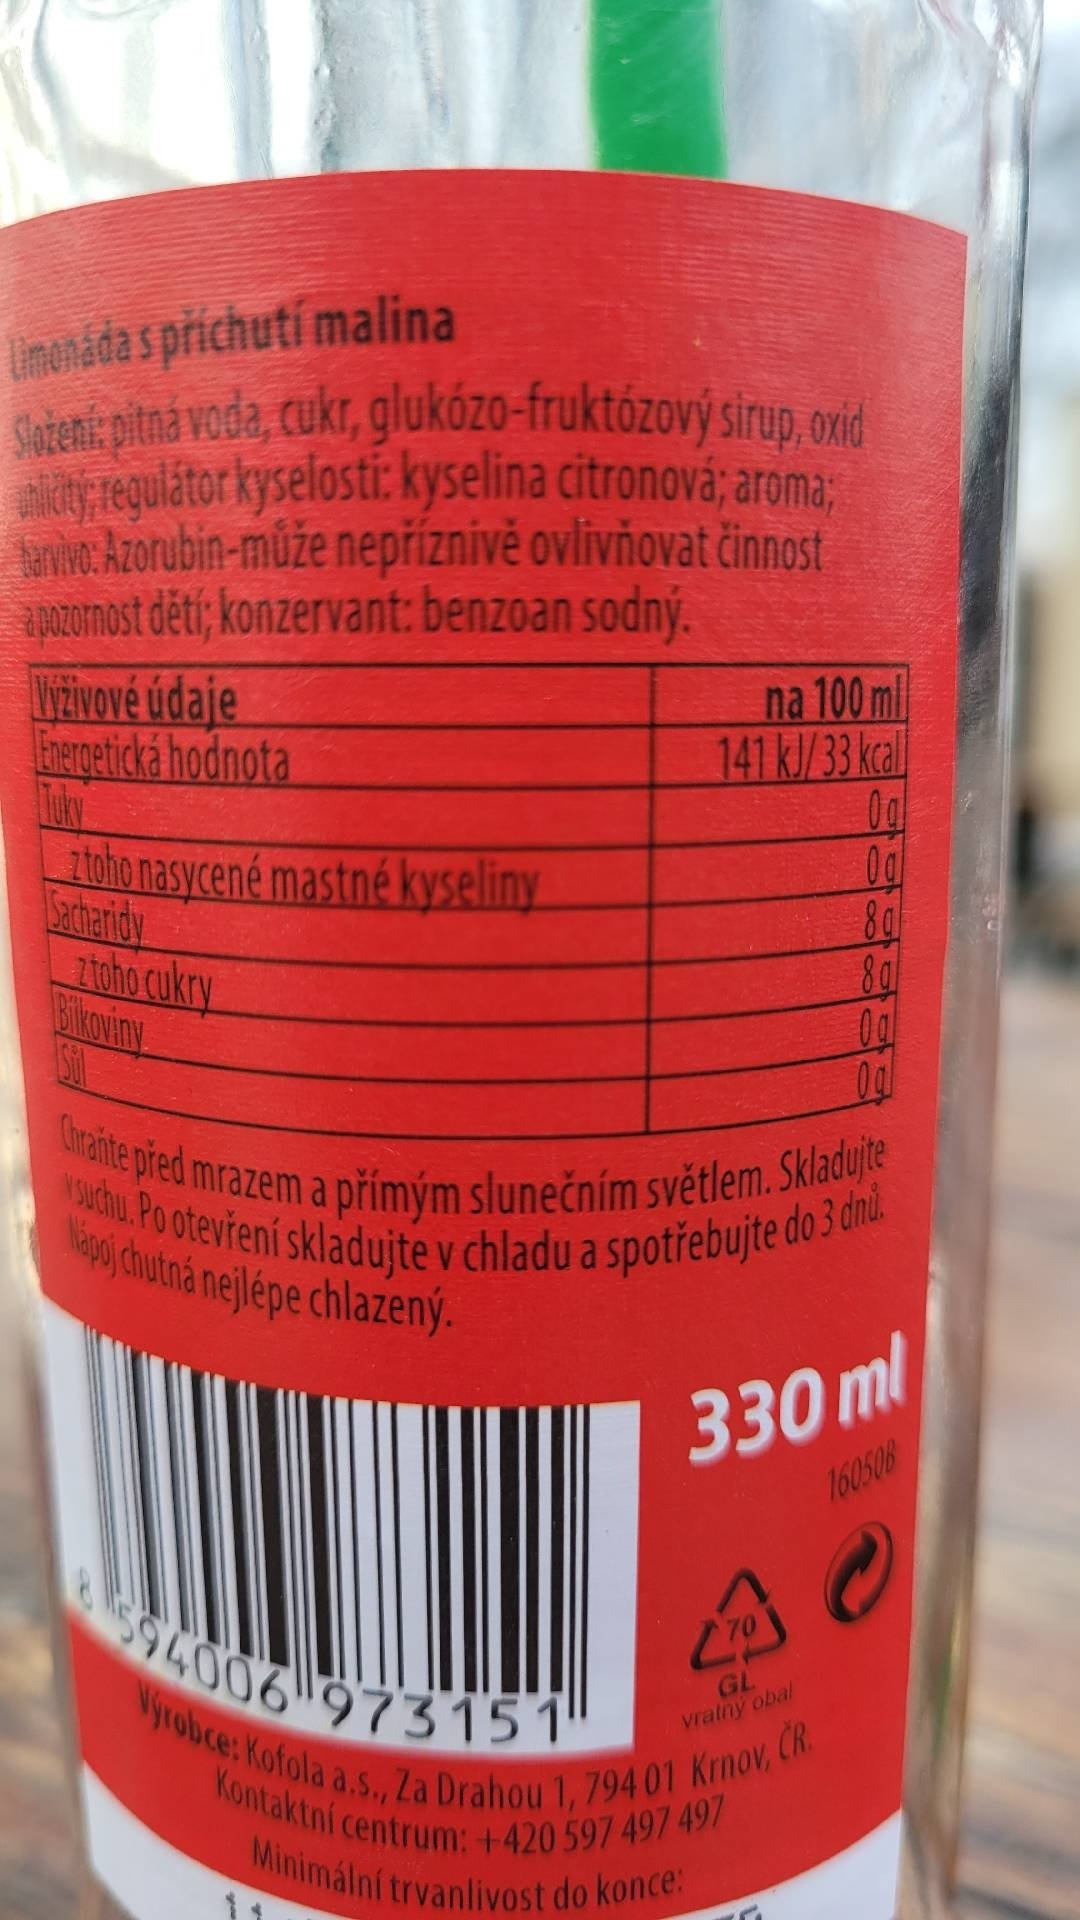 Limonáda s příchutí malina
Složení: pitná voda, cukr, glukózo-fruktózový sirup, oxid
uhličitý; regulátor kyselosti: kyselina citronová; aroma;
barvivo: Azorubin-může nepříznivě ovlivňovat činnost
a pozornost dětí; konzervant: benzoan sodný.
Výživové údaje na 100 ml
Energetická hodnota 141 kJ/ 33 kcal
Tuky 0 g
z toho nasycené mastné kyseliny 0 g
Sacharidy 8 g
z toho cukry 8 g
Bílkoviny 0 g
Sůl 0 g
Chraňte před mrazem a přímým slunečním světlem. Skladujte
v suchu. Po otevření skladujte v chladu a spotřebujte do 3 dnů.
Nápoj chutná nejlépe chlazený.
330 ml
16050B
70
GL
vratný obal
8 594006 973151
Výrobce: Kofola a.s., Za Drahou 1, 794 01 Krnov, ČR.
Kontaktní centrum: +420 597 497 497
Minimální trvanlivost do konce: